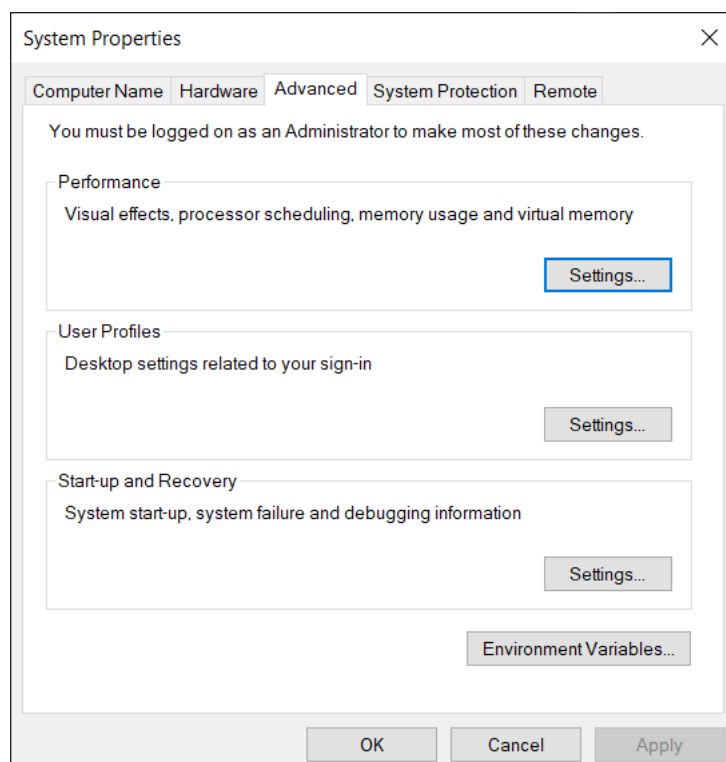 System Properties
Computer Name Hardware Advanced System Protection Remote
You must be logged on as an Administrator to make most of these changes.
Performance
Visual effects, processor scheduling, memory usage and virtual memory
Settings...
User Profiles
Desktop settings related to your sign-in
Settings...
Start-up and Recovery
System start-up, system failure and debugging information
Settings...
Environment Variables...
OK Cancel Apply